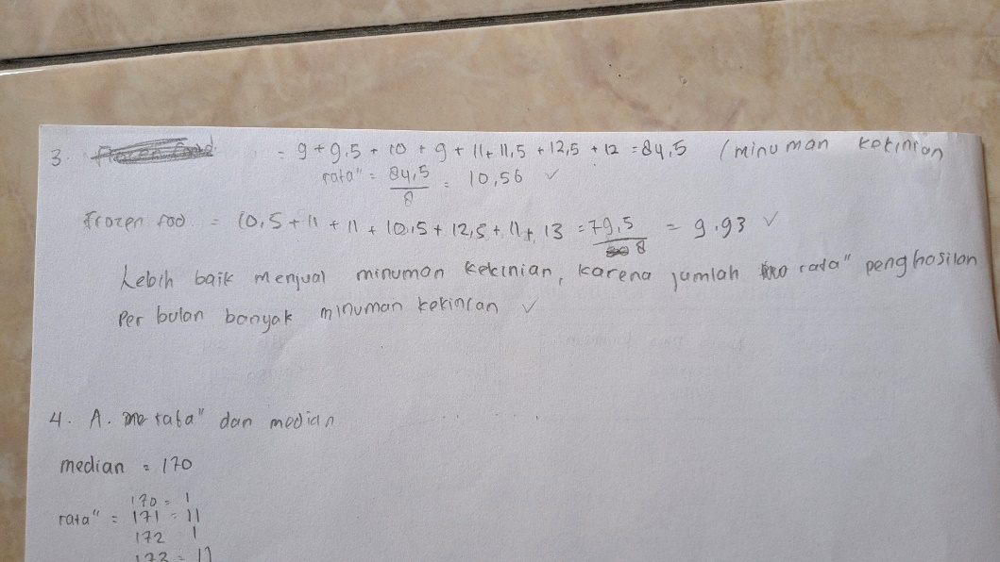 3. = 9 + 9,5 + 10 + 9 + 11 + 11,5 + 12,5 + 12 = 84,5 (minuman kekinian
rata" = 84,5/8 = 10,56 ✓
Frozen foo = 10,5 + 11 + 11 + 10,5 + 12,5 + 11 + 13 = 79,5/8 = 9.93 ✓
Lebih baik menjual minuman kekinian, karena jumlah rata" penghasilan
Per bulan banyak minuman kekinian ✓
4. A. rata" dan median
median = 170
170 = 1
rata" = 171 = 11
172 1
173 = 11